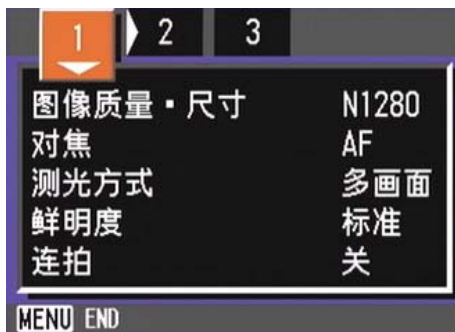 1 2 3
图像质量·尺寸 N1280
对焦 AF
测光方式 多画面
鲜明度 标准
连拍 关
MENU END